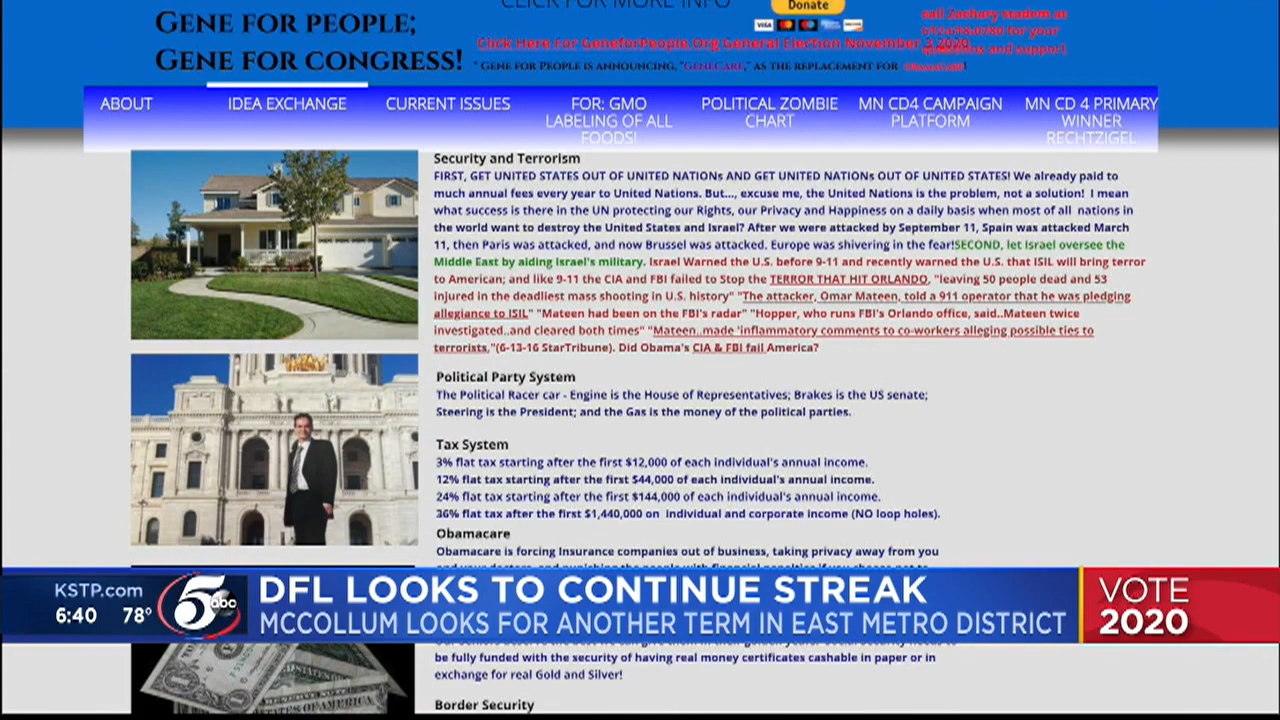 CLICK FOR MORE INFO
Donate
GENE FOR PEOPLE;
GENE FOR CONGRESS!
VISA
Click Here For GeneforPeople.Org General Election November 3, 2020
call Zachary
for your
and support
* GENE FOR PEOPLE IS ANNOUNCING, "GENECARE," AS THE REPLACEMENT FOR
ABOUT
IDEA EXCHANGE
CURRENT ISSUES
FOR: GMO
LABELING OF ALL
FOODS!
POLITICAL ZOMBIE
CHART
MN CD4 CAMPAIGN
PLATFORM
MN CD 4 PRIMARY
WINNER
RECHTZIGEL
Security and Terrorism
FIRST, GET UNITED STATES OUT OF UNITED NATIONs AND GET UNITED NATIONs OUT OF UNITED STATES! We already paid to
much annual fees every year to United Nations. But..., excuse me, the United Nations is the problem, not a solution! I mean
what success is there in the UN protecting our Rights, our Privacy and Happiness on a daily basis when most of all nations in
the world want to destroy the United States and Israel? After we were attacked by September 11, Spain was attacked March
11, then Paris was attacked, and now Brussel was attacked. Europe was shivering in the fear!SECOND, let Israel oversee the
Middle East by aiding Israel's military. Israel Warned the U.S. before 9-11 and recently warned the U.S. that ISIL will bring terror
to American; and like 9-11 the CIA and FBI failed to Stop the TERROR THAT HIT ORLANDO, "leaving 50 people dead and 53
injured in the deadliest mass shooting in U.S. history" "The attacker, Omar Mateen, told a 911 operator that he was pledging
allegiance to ISIL" "Mateen had been on the FBI's radar" "Hopper, who runs FBI's Orlando office, said..Mateen twice
investigated..and cleared both times" "Mateen..made 'inflammatory comments to co-workers alleging possible ties to
terrorists,"(6-13-16 StarTribune). Did Obama's CIA & FBI fail America?
Political Party System
The Political Racer car - Engine is the House of Representatives; Brakes is the US senate;
Steering is the President; and the Gas is the money of the political parties.
Tax System
3% flat tax starting after the first $12,000 of each individual's annual income.
12% flat tax starting after the first $44,000 of each individual's annual income.
24% flat tax starting after the first $144,000 of each individual's annual income.
36% flat tax after the first $1,440,000 on individual and corporate income (NO loop holes).
Obamacare
Obamacare is forcing Insurance companies out of business, taking privacy away from you
KSTP.com
6:40 78°
5
abc
DFL LOOKS TO CONTINUE STREAK
MCCOLLUM LOOKS FOR ANOTHER TERM IN EAST METRO DISTRICT
VOTE
2020
be fully funded with the security of having real money certificates cashable in paper or in
exchange for real Gold and Silver!
Border Security